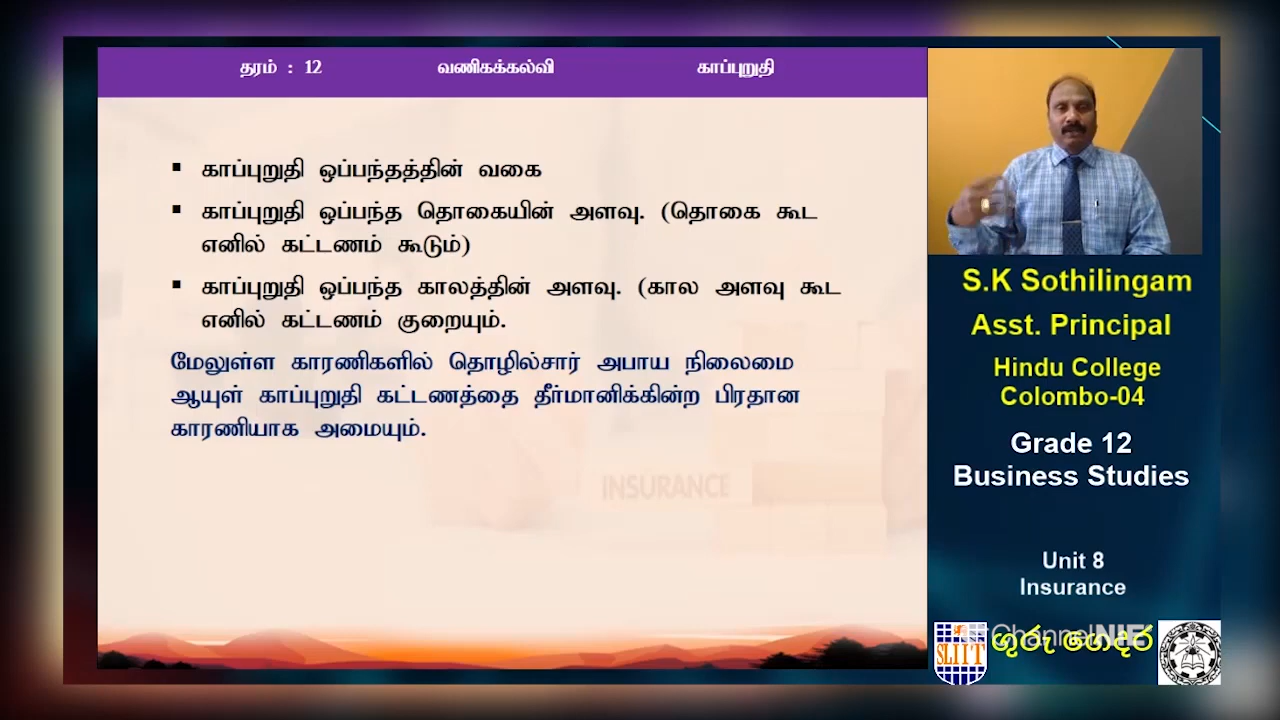 தரம் : 12 வணிகக்கல்வி காப்புறுதி
▪ காப்புறுதி ஒப்பந்தத்தின் வகை
▪ காப்புறுதி ஒப்பந்த தொகையின் அளவு. (தொகை கூட
எனில் கட்டணம் கூடும்)
▪ காப்புறுதி ஒப்பந்த காலத்தின் அளவு. (கால அளவு கூட
எனில் கட்டணம் குறையும்.
மேலுள்ள காரணிகளில் தொழில்சார் அபாய நிலைமை
ஆயுள் காப்புறுதி கட்டணத்தை தீர்மானிக்கின்ற பிரதான
காரணியாக அமையும்.
INSURANCE
S.K Sothilingam
Asst. Principal
Hindu College
Colombo-04
Grade 12
Business Studies
Unit 8
Insurance
Channel NIE
SLIIT
ගුරු ගෙදර